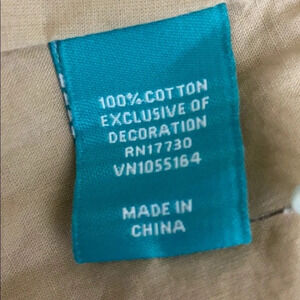 100% COTTON
EXCLUSIVE OF
DECORATION
RN17730
VN1055164
MADE IN
CHINA